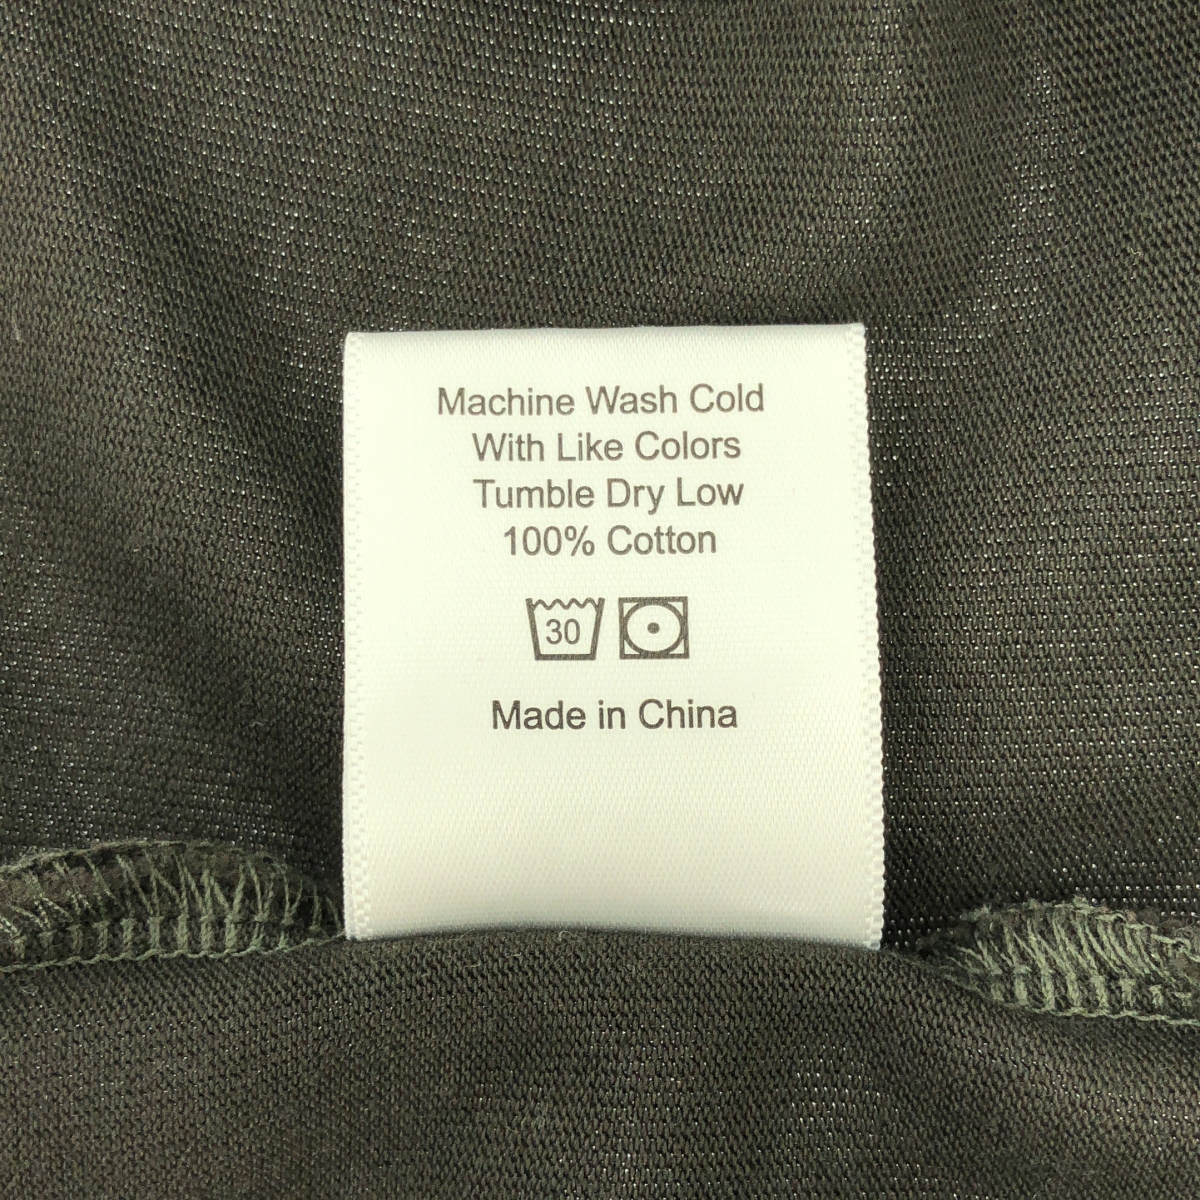 Machine Wash Cold
With Like Colors
Tumble Dry Low
100% Cotton
30
Made in China